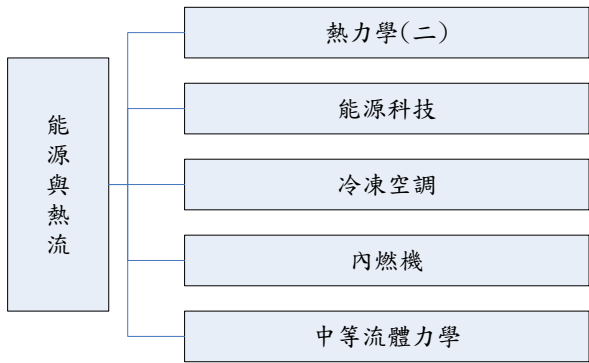 能源與熱流
熱力學(二)
能源科技
冷凍空調
內燃機
中等流體力學